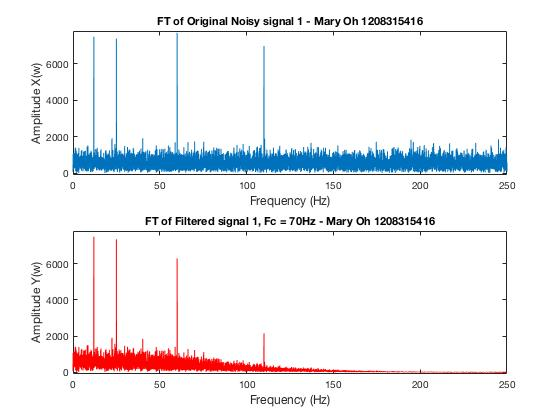 FT of Original Noisy signal 1 - Mary Oh 1208315416
Amplitude X(w)
6000
4000
2000
0
0 50 100 150 200 250
Frequency (Hz)
FT of Filtered signal 1, Fc = 70Hz - Mary Oh 1208315416
Amplitude Y(w)
6000
4000
2000
0
0 50 100 150 200 250
Frequency (Hz)